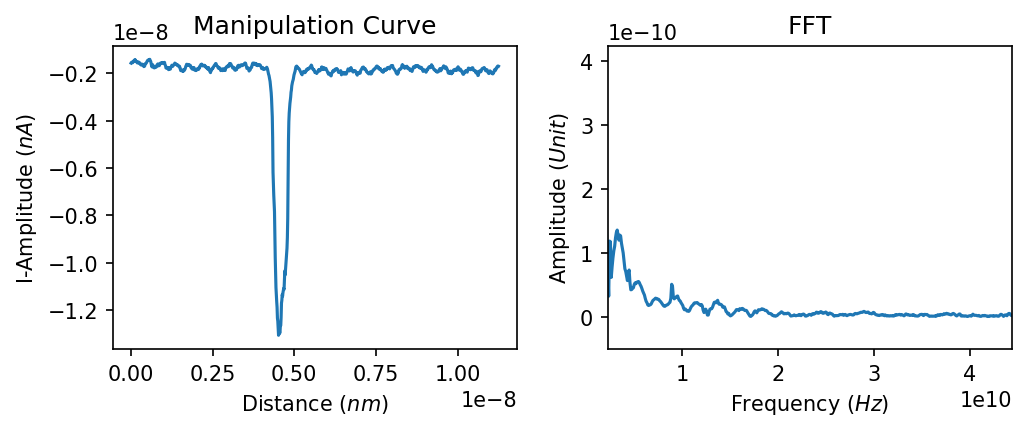 Manipulation Curve
1e−8
I-Amplitude (nA)
−0.2
−0.4
−0.6
−0.8
−1.0
−1.2
0.00 0.25 0.50 0.75 1.00
1e−8
Distance (nm)
FFT
1e−10
Amplitude (Unit)
4
3
2
1
0
1 2 3 4
1e10
Frequency (Hz)